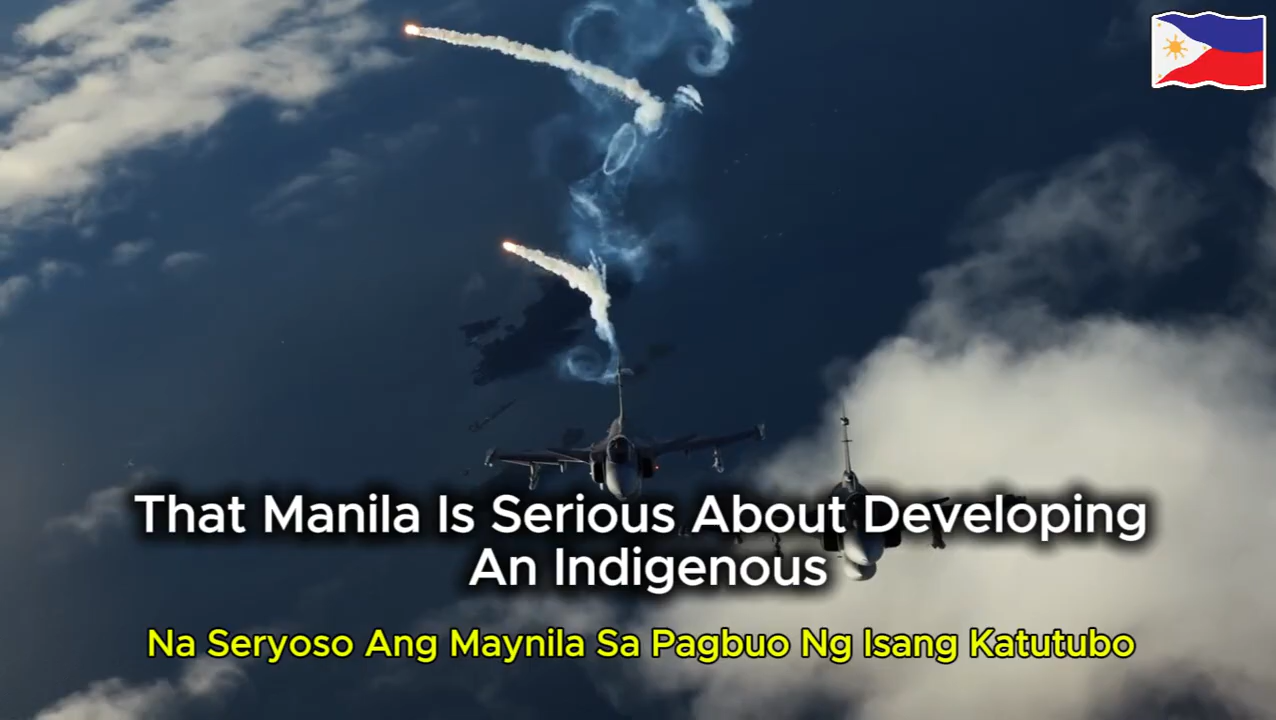 That Manila Is Serious About Developing
An Indigenous
Na Seryoso Ang Maynila Sa Pagbuo Ng Isang Katutubo